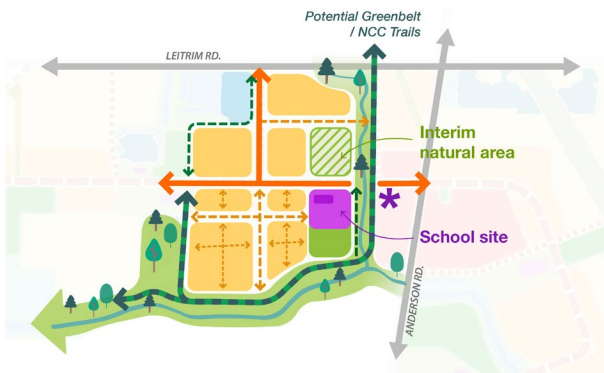 Potential Greenbelt
/ NCC Trails
LEITRIM RD.
Interim
natural area
*
School site
ANDERSON RD.